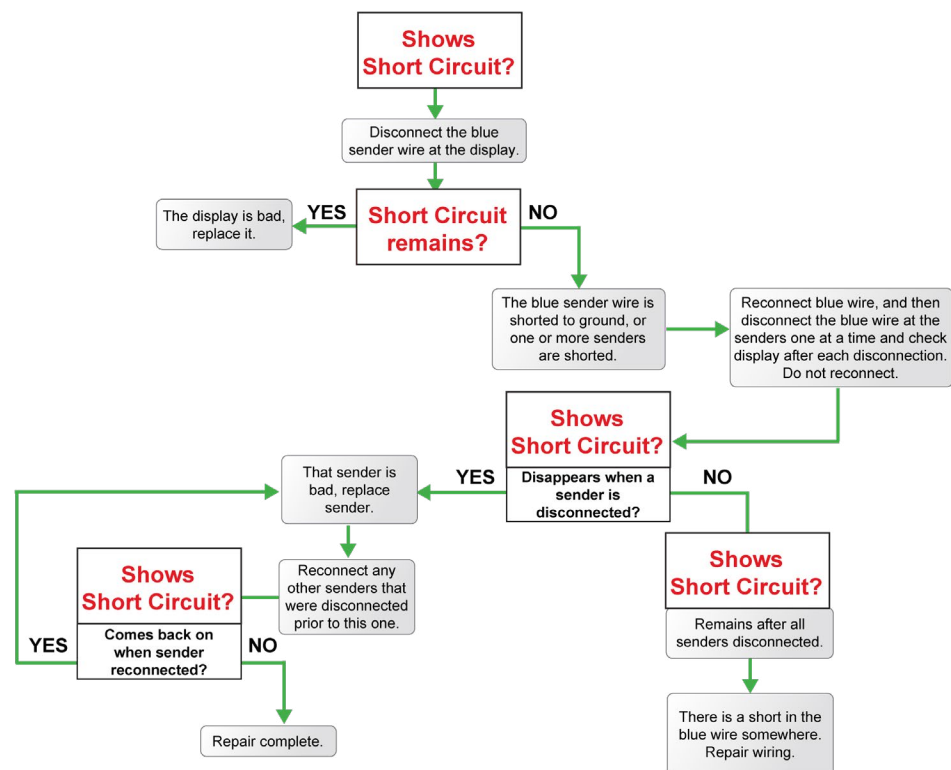 Shows
Short Circuit?
Disconnect the blue
sender wire at the display.
The display is bad,
replace it.
YES
Short Circuit
remains?
NO
The blue sender wire is
shorted to ground, or
one or more senders
are shorted.
Reconnect blue wire, and then
disconnect the blue wire at the
senders one at a time and check
display after each disconnection.
Do not reconnect.
Shows
Short Circuit?
Disappears when a
sender is
disconnected?
YES
NO
That sender is
bad, replace
sender.
Reconnect any
other senders that
were disconnected
prior to this one.
Shows
Short Circuit?
Comes back on
when sender
reconnected?
YES
NO
Repair complete.
Shows
Short Circuit?
Remains after all
senders disconnected.
There is a short in the
blue wire somewhere.
Repair wiring.